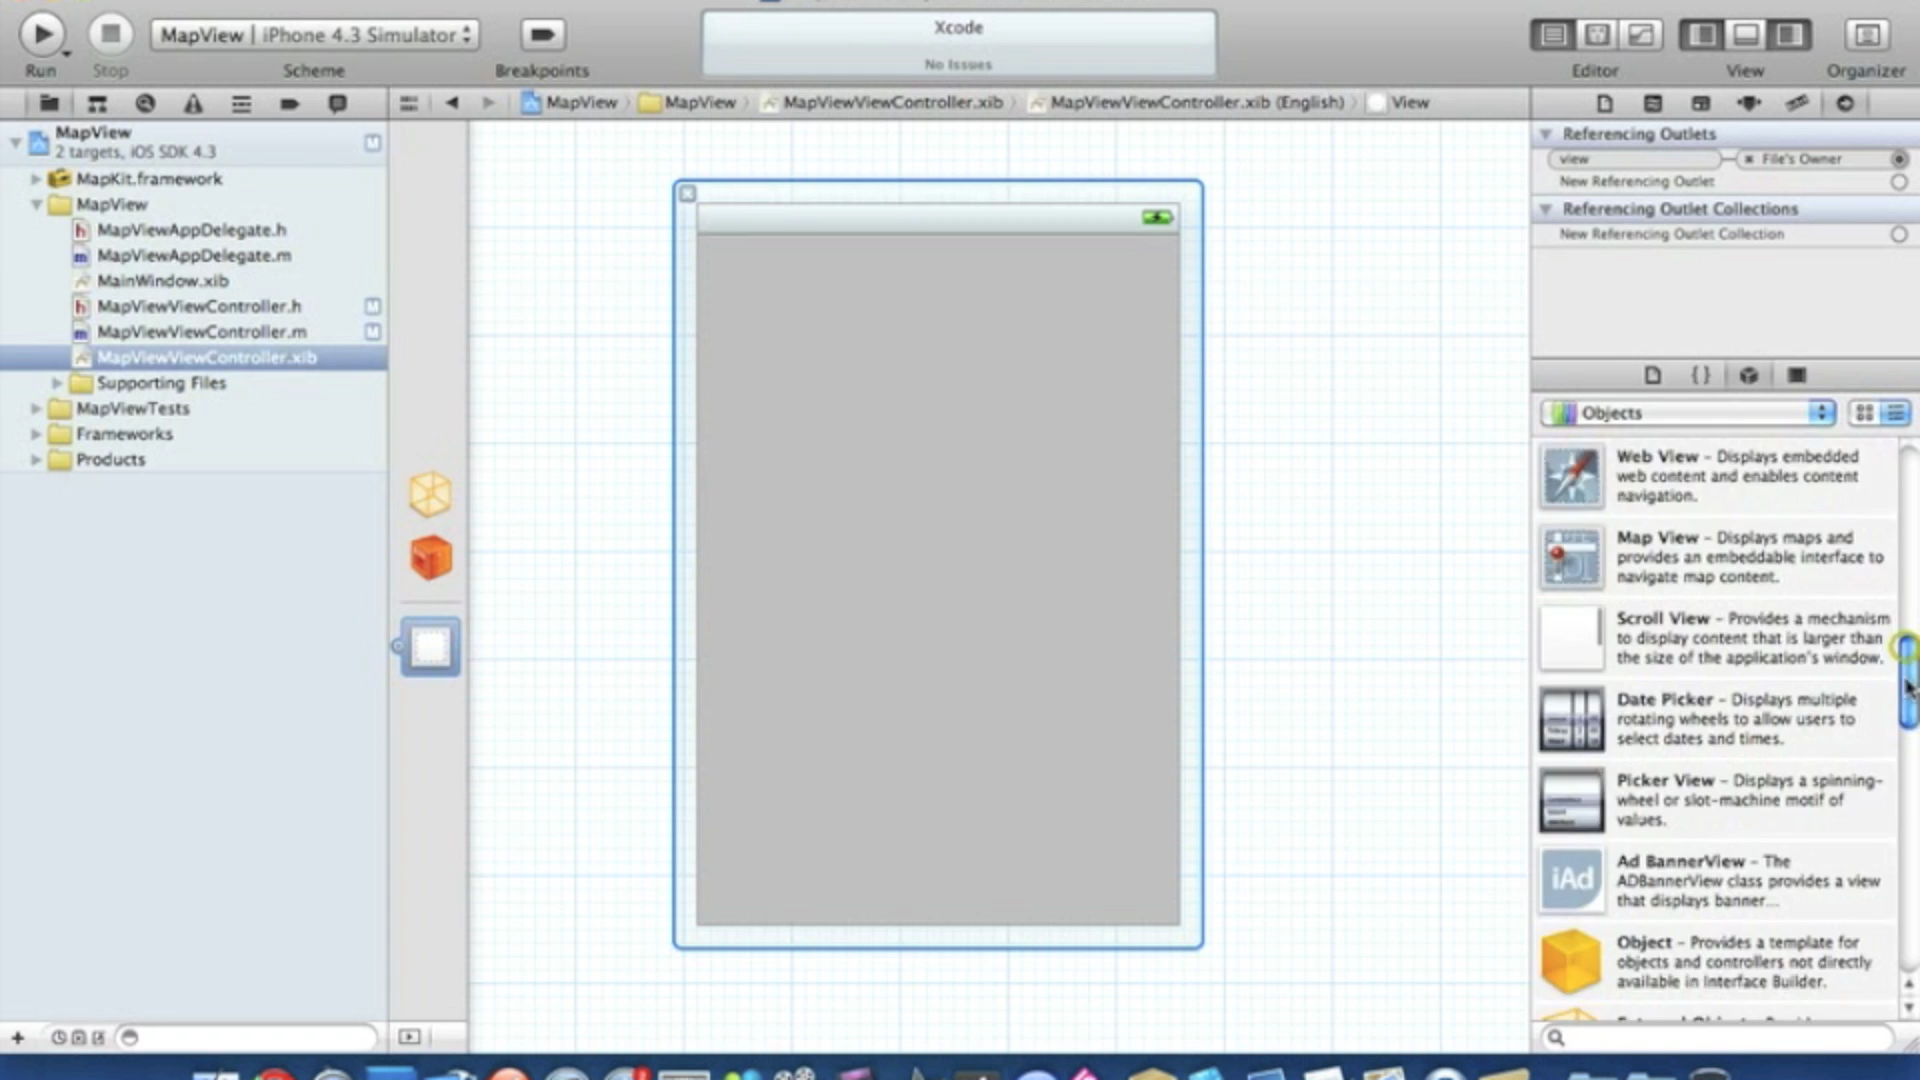 Xcode
MapView | iPhone 4.3 Simulator
No Issues
Run
Stop
Scheme
Breakpoints
Editor
View
Organizer
MapView
MapView
MapViewViewController.xib
MapViewViewController.xib (English)
View
MapView
2 targets, iOS SDK 4.3
MapKit.framework
MapView
MapViewAppDelegate.h
MapViewAppDelegate.m
MainWindow.xib
MapViewViewController.h
MapViewViewController.m
MapViewViewController.xib
Supporting Files
MapViewTests
Frameworks
Products
M
M
M
Referencing Outlets
view
File's Owner
New Referencing Outlet
Referencing Outlet Collections
New Referencing Outlet Collection
{ }
Objects
Web View - Displays embedded
web content and enables content
navigation.
Map View - Displays maps and
provides an embeddable interface to
navigate map content.
Scroll View - Provides a mechanism
to display content that is larger than
the size of the application's window.
Date Picker - Displays multiple
rotating wheels to allow users to
select dates and times.
Picker View - Displays a spinning-
wheel or slot-machine motif of
values.
iAd
Ad BannerView - The
ADBannerView class provides a view
that displays banner...
Object - Provides a template for
objects and controllers not directly
available in Interface Builder.